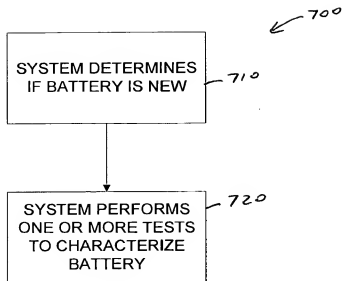 700
SYSTEM DETERMINES
IF BATTERY IS NEW
710
SYSTEM PERFORMS
ONE OR MORE TESTS
TO CHARACTERIZE
BATTERY
720